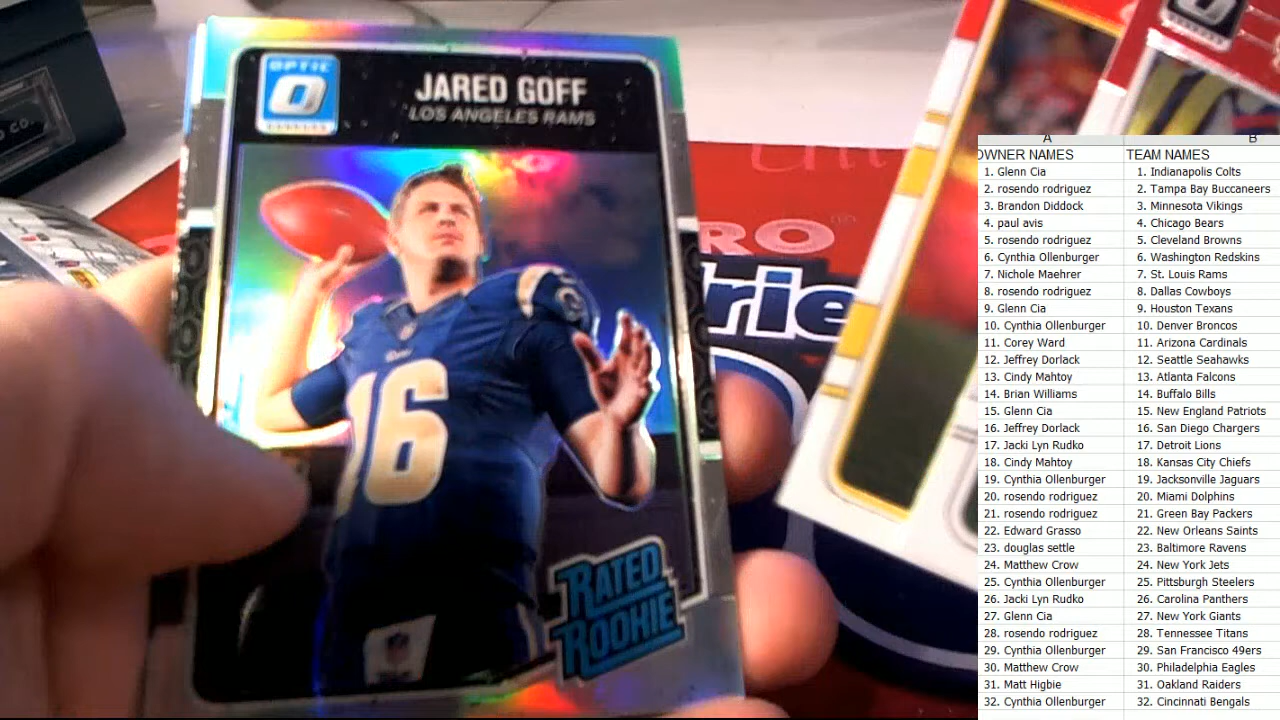 OPTIC
JARED GOFF
LOS ANGELES RAMS
16
RATED
ROOKIE
RO
rie
CO.
A B
OWNER NAMES TEAM NAMES
1. Glenn Cia 1. Indianapolis Colts
2. rosendo rodriguez 2. Tampa Bay Buccaneers
3. Brandon Diddock 3. Minnesota Vikings
4. paul avis 4. Chicago Bears
5. rosendo rodriguez 5. Cleveland Browns
6. Cynthia Ollenburger 6. Washington Redskins
7. Nichole Maehrer 7. St. Louis Rams
8. rosendo rodriguez 8. Dallas Cowboys
9. Glenn Cia 9. Houston Texans
10. Cynthia Ollenburger 10. Denver Broncos
11. Corey Ward 11. Arizona Cardinals
12. Jeffrey Dorlack 12. Seattle Seahawks
13. Cindy Mahtoy 13. Atlanta Falcons
14. Brian Williams 14. Buffalo Bills
15. Glenn Cia 15. New England Patriots
16. Jeffrey Dorlack 16. San Diego Chargers
17. Jacki Lyn Rudko 17. Detroit Lions
18. Cindy Mahtoy 18. Kansas City Chiefs
19. Cynthia Ollenburger 19. Jacksonville Jaguars
20. rosendo rodriguez 20. Miami Dolphins
21. rosendo rodriguez 21. Green Bay Packers
22. Edward Grasso 22. New Orleans Saints
23. douglas settle 23. Baltimore Ravens
24. Matthew Crow 24. New York Jets
25. Cynthia Ollenburger 25. Pittsburgh Steelers
26. Jacki Lyn Rudko 26. Carolina Panthers
27. Glenn Cia 27. New York Giants
28. rosendo rodriguez 28. Tennessee Titans
29. Cynthia Ollenburger 29. San Francisco 49ers
30. Matthew Crow 30. Philadelphia Eagles
31. Matt Higbie 31. Oakland Raiders
32. Cynthia Ollenburger 32. Cincinnati Bengals